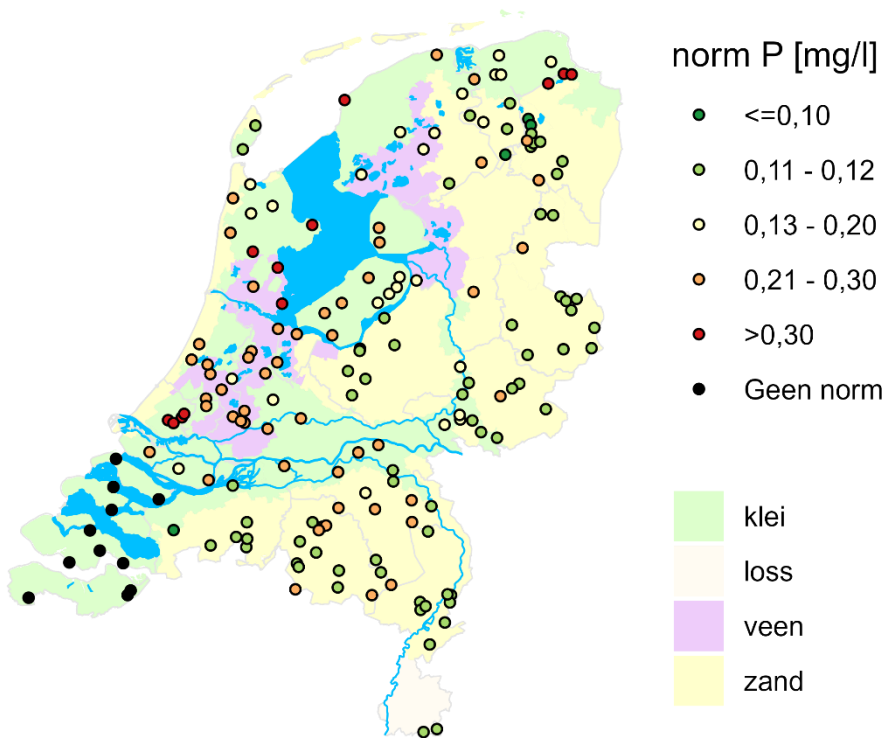 norm P [mg/l]
<=0,10
0,11 - 0,12
0,13 - 0,20
0,21 - 0,30
>0,30
Geen norm
klei
loss
veen
zand